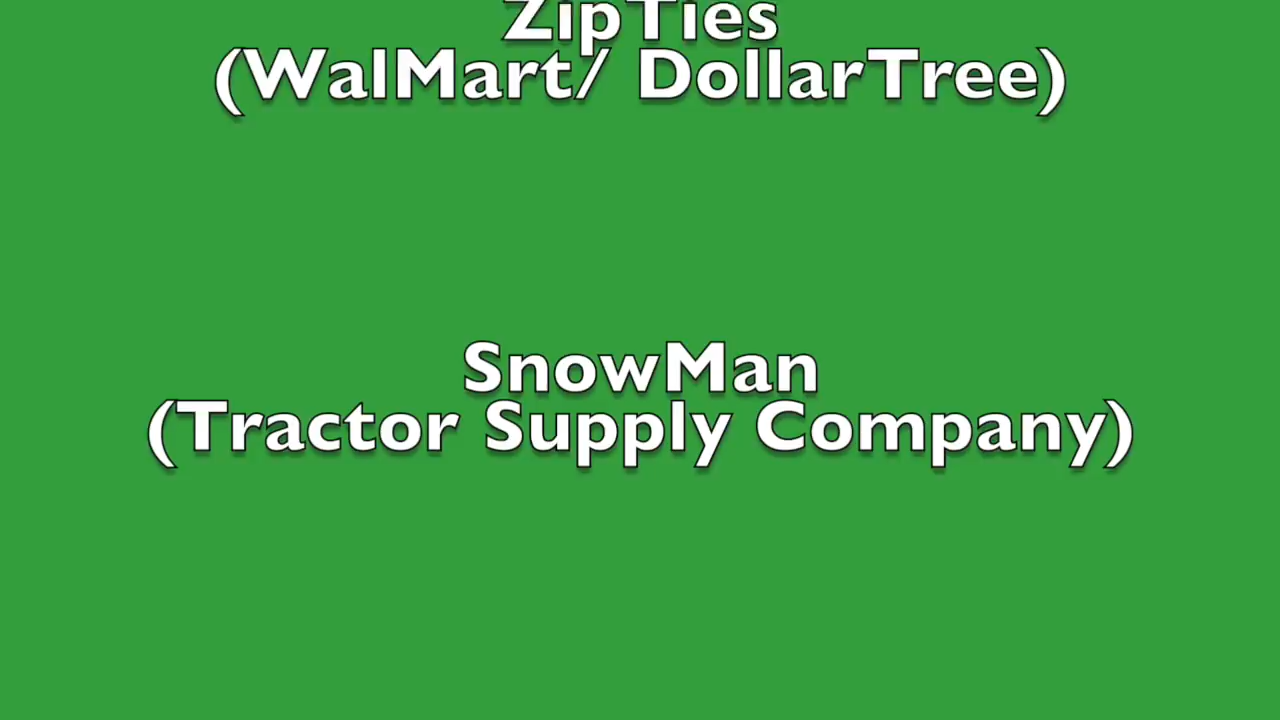 ZipTies
(WalMart/ DollarTree)
SnowMan
(Tractor Supply Company)